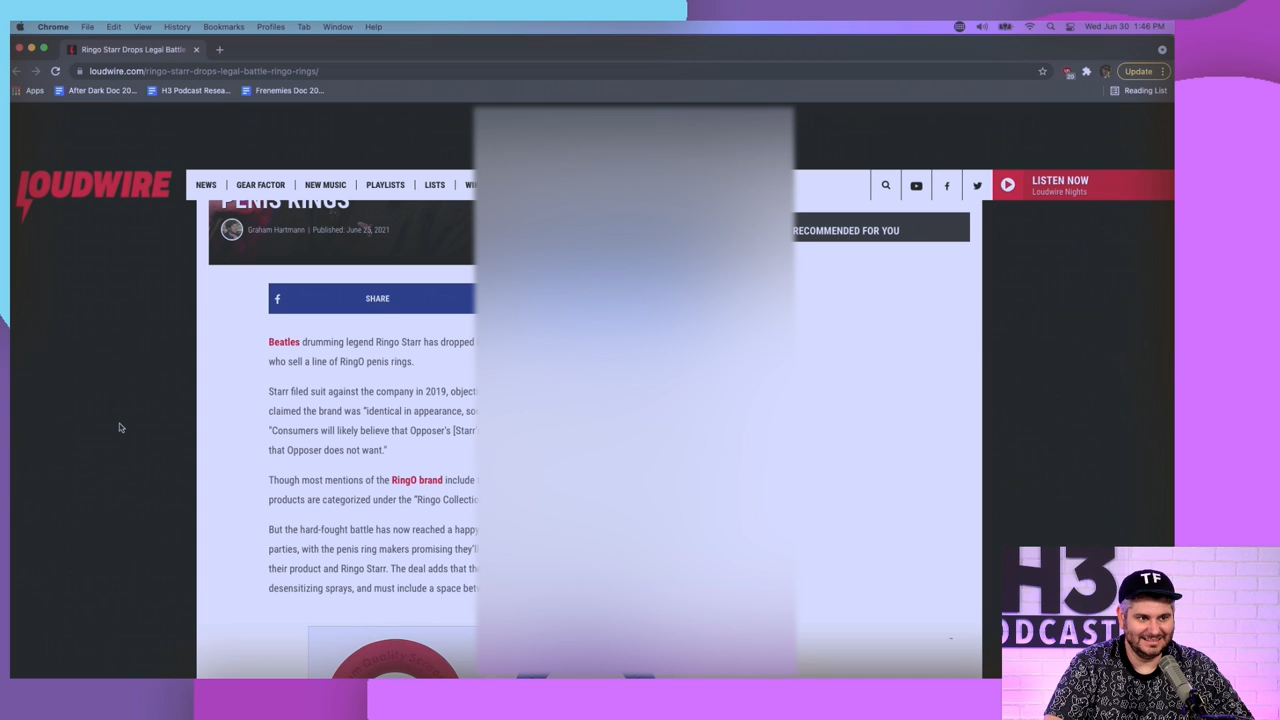 Chrome File Edit View History Bookmarks Profiles Tab Window Help Wed Jun 30 1:46 PM
Ringo Starr Drops Legal Battle
loudwire.com/ringo-starr-drops-legal-battle-ringo-rings/ Update
Apps After Dark Doc 20... H3 Podcast Resea... Frenemies Doc 20... Reading List
LOUDWIRE
NEWS GEAR FACTOR NEW MUSIC PLAYLISTS LISTS
LISTEN NOW
Loudwire Nights
PENIS RINGS
Graham Hartmann | Published: June 25, 2021
RECOMMENDED FOR YOU
SHARE
Beatles drumming legend Ringo Starr has dropped
who sell a line of RingO penis rings.
Starr filed suit against the company in 2019,
claimed the brand was “identical in appearance,
"Consumers will likely believe that Opposer's [Starr'
that Opposer does not want."
Though most mentions of the RingO brand include
products are categorized under the “Ringo
But the hard-fought battle has now reached a happy
parties, with the penis ring makers promising
their product and Ringo Starr. The deal adds that
desensitizing sprays, and must include a space
Quality
H3
PODCAST
TF